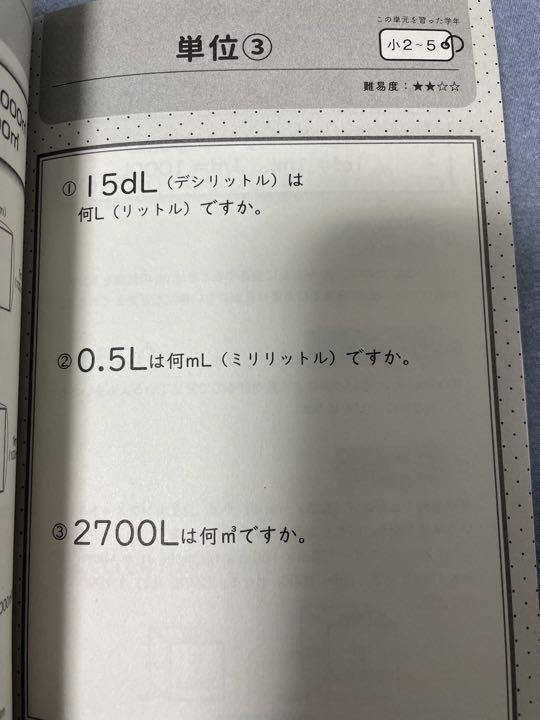 この単元を習った学年
単位③
小2~5
難易度：★★☆☆
① 15dL（デシリットル）は
何L（リットル）ですか。
② 0.5Lは何mL（ミリリットル）ですか。
③ 2700Lは何㎥ですか。